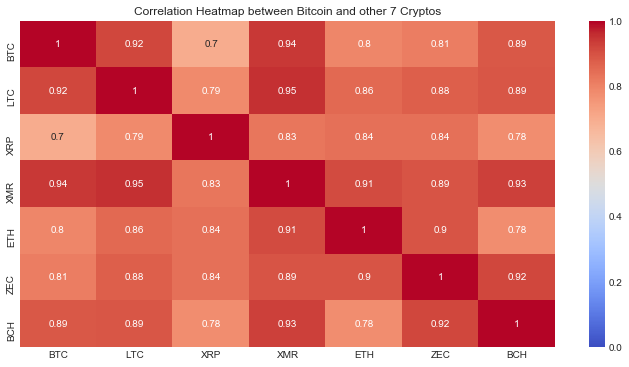 Correlation Heatmap between Bitcoin and other 7 Cryptos
BTC 1 0.92 0.7 0.94 0.8 0.81 0.89
LTC 0.92 1 0.79 0.95 0.86 0.88 0.89
XRP 0.7 0.79 1 0.83 0.84 0.84 0.78
XMR 0.94 0.95 0.83 1 0.91 0.89 0.93
ETH 0.8 0.86 0.84 0.91 1 0.9 0.78
ZEC 0.81 0.88 0.84 0.89 0.9 1 0.92
BCH 0.89 0.89 0.78 0.93 0.78 0.92 1
BTC LTC XRP XMR ETH ZEC BCH
1.0
0.8
0.6
0.4
0.2
0.0